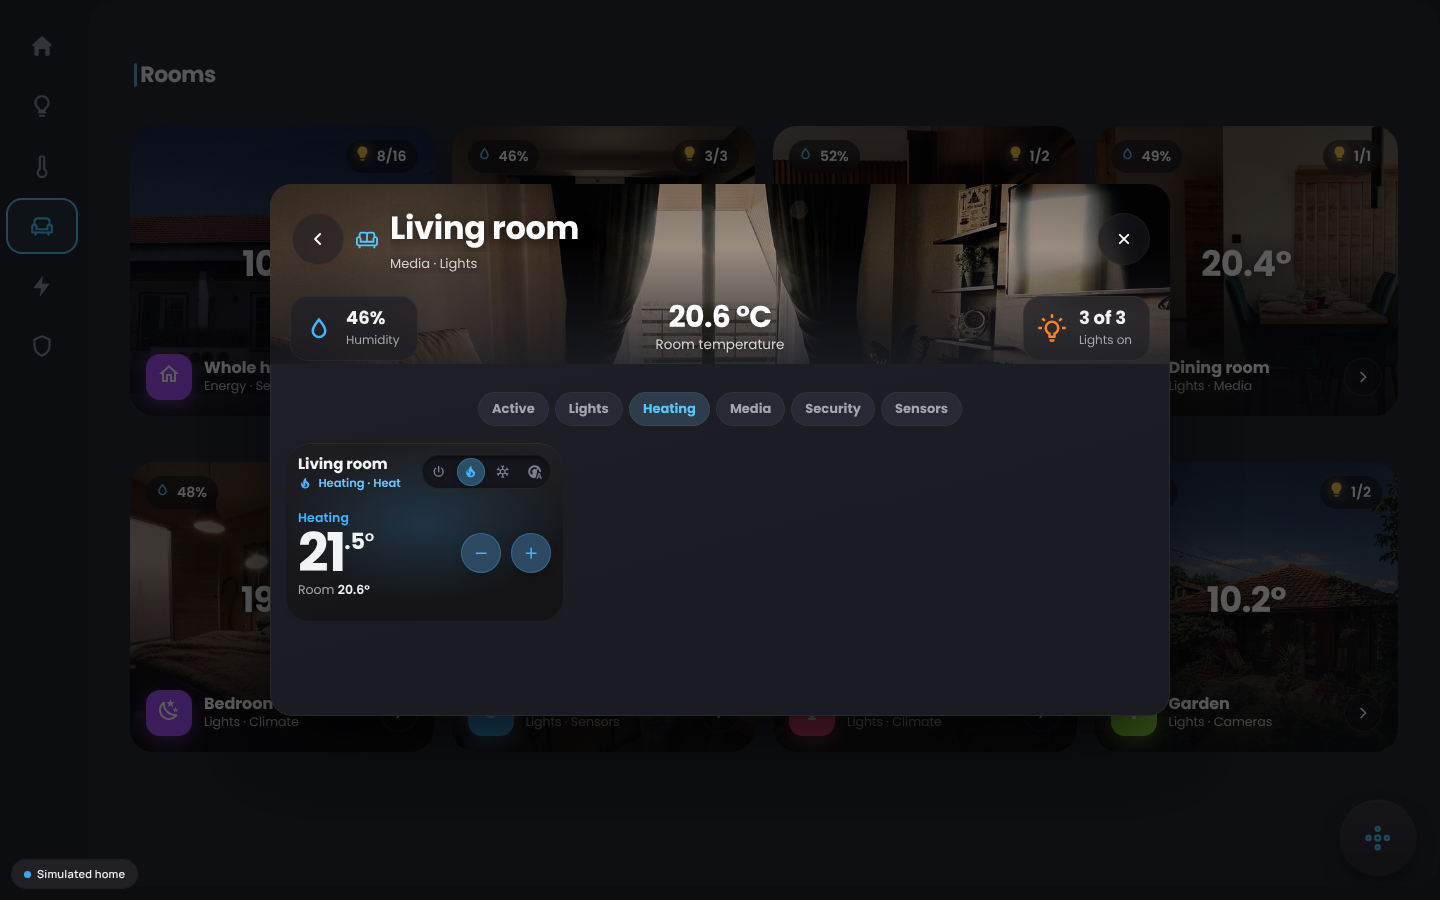 Rooms
8/16
46%
3/3
52%
1/2
49%
1/1
Living room
Media · Lights
46%
Humidity
20.6 °C
Room temperature
3 of 3
Lights on
20.4°
Dining room
Lights · Media
Active
Lights
Heating
Media
Security
Sensors
Living room
Heating · Heat
Heating
21.5°
Room 20.6°
48%
1/2
10.2°
Bedroom
Lights · Climate
Lights · Sensors
Lights · Climate
Garden
Lights · Cameras
Simulated home